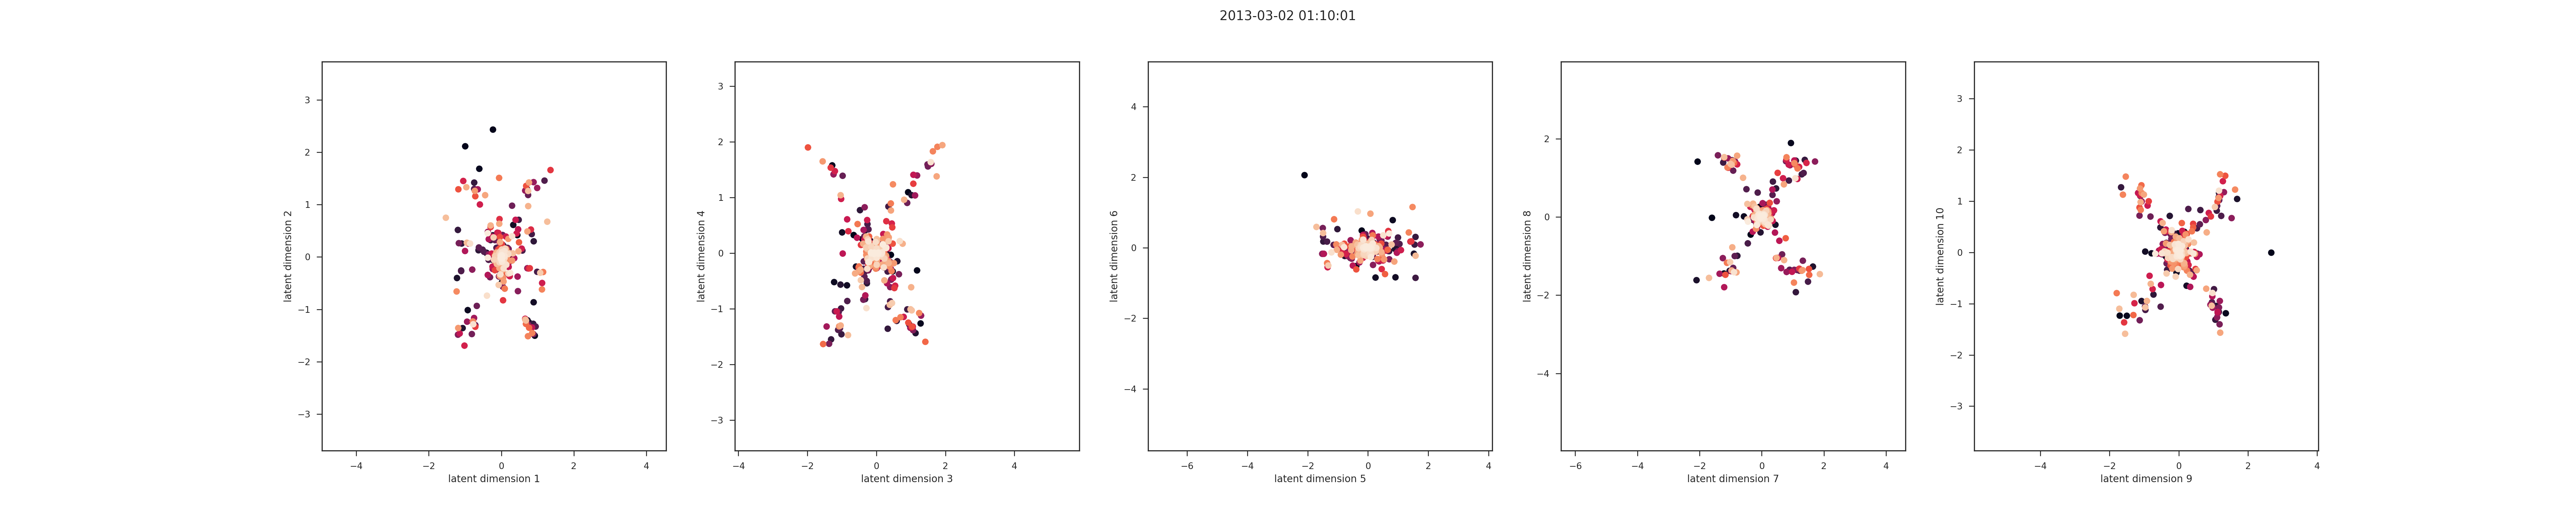 2013-03-02 01:10:01
latent dimension 2
3
2
1
0
−1
−2
−3
−4 −2 0 2 4
latent dimension 1
latent dimension 4
3
2
1
0
−1
−2
−3
−4 −2 0 2 4
latent dimension 3
latent dimension 6
4
2
0
−2
−4
−6 −4 −2 0 2 4
latent dimension 5
latent dimension 8
2
0
−2
−4
−6 −4 −2 0 2 4
latent dimension 7
latent dimension 10
3
2
1
0
−1
−2
−3
−4 −2 0 2 4
latent dimension 9